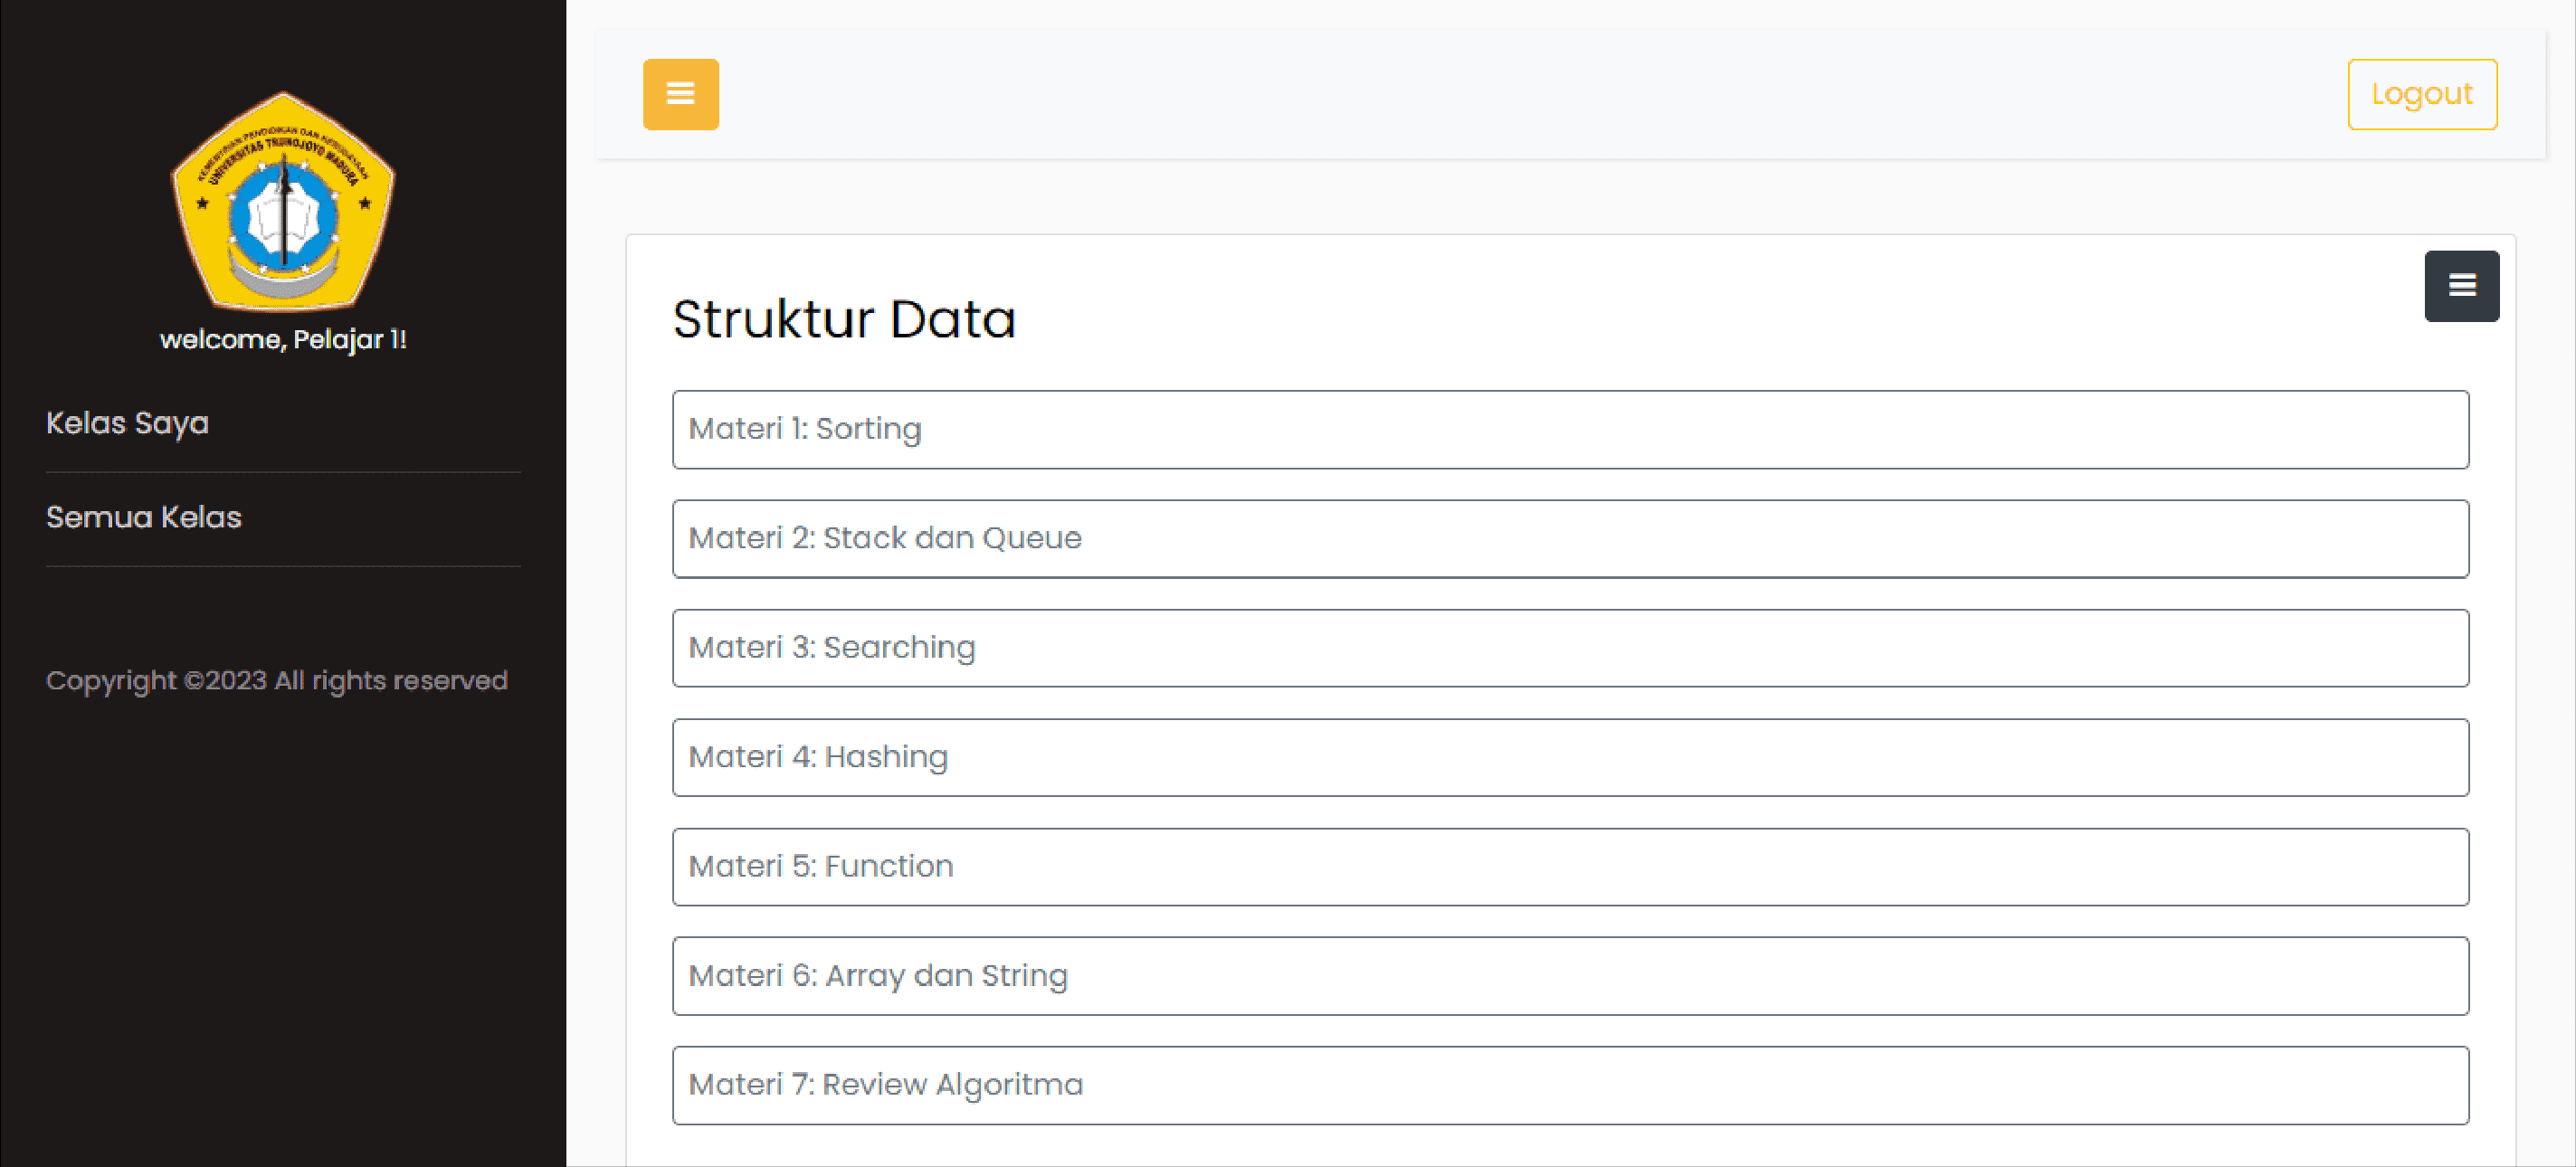 KEMENTRIAN PENDIDIKAN DAN KEBUDAYAAN
UNIVERSITAS TRUNOJOYO MADURA
welcome, Pelajar 1!
Kelas Saya
Semua Kelas
Copyright ©2023 All rights reserved
Logout
Struktur Data
Materi 1: Sorting
Materi 2: Stack dan Queue
Materi 3: Searching
Materi 4: Hashing
Materi 5: Function
Materi 6: Array dan String
Materi 7: Review Algoritma